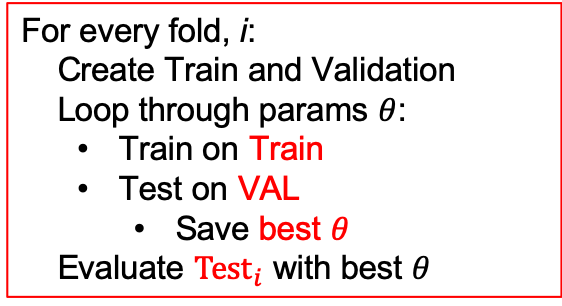 For every fold, i:
Create Train and Validation
Loop through params θ:
• Train on Train
• Test on VAL
• Save best θ
Evaluate Testᵢ with best θ